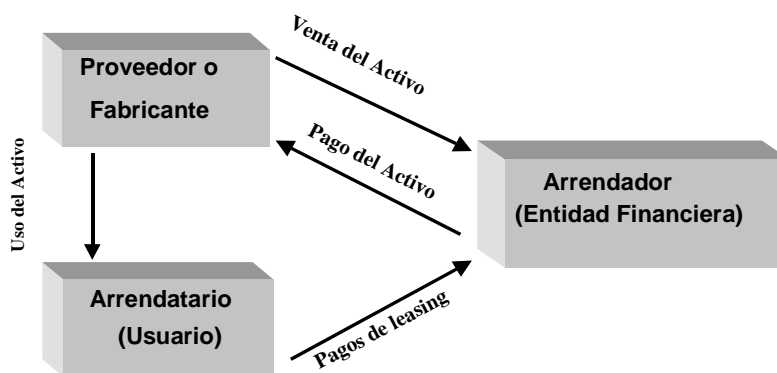 Venta del Activo
Proveedor o
Fabricante
Pago del Activo
Uso del Activo
Arrendador
(Entidad Financiera)
Arrendatario
(Usuario)
Pagos de leasing